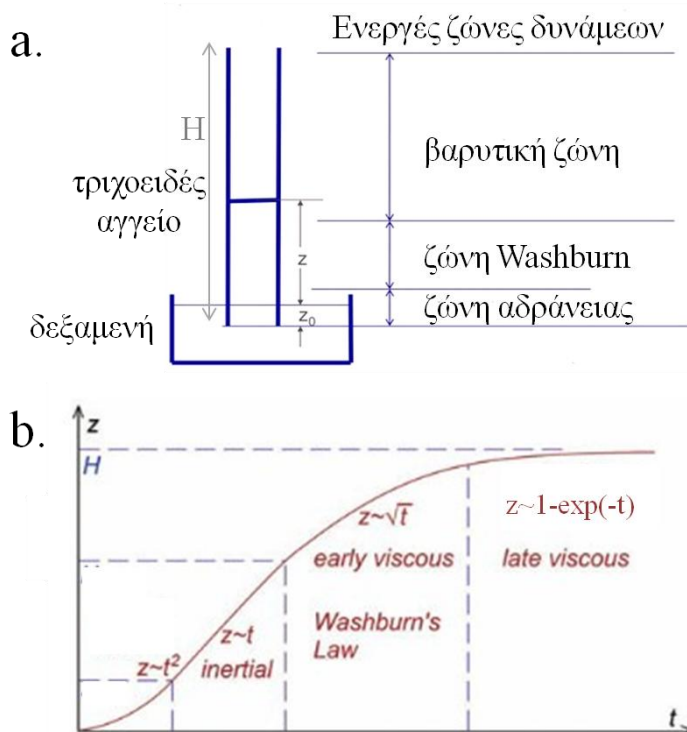 a.
Ενεργές ζώνες δυνάμεων
H
βαρυτική ζώνη
τριχοειδές
αγγείο
z
ζώνη Washburn
δεξαμενή
z₀
ζώνη αδράνειας
b.
z
H
z~t²
z~t
inertial
z~√t
early viscous
Washburn's
Law
z~1-exp(-t)
late viscous
t